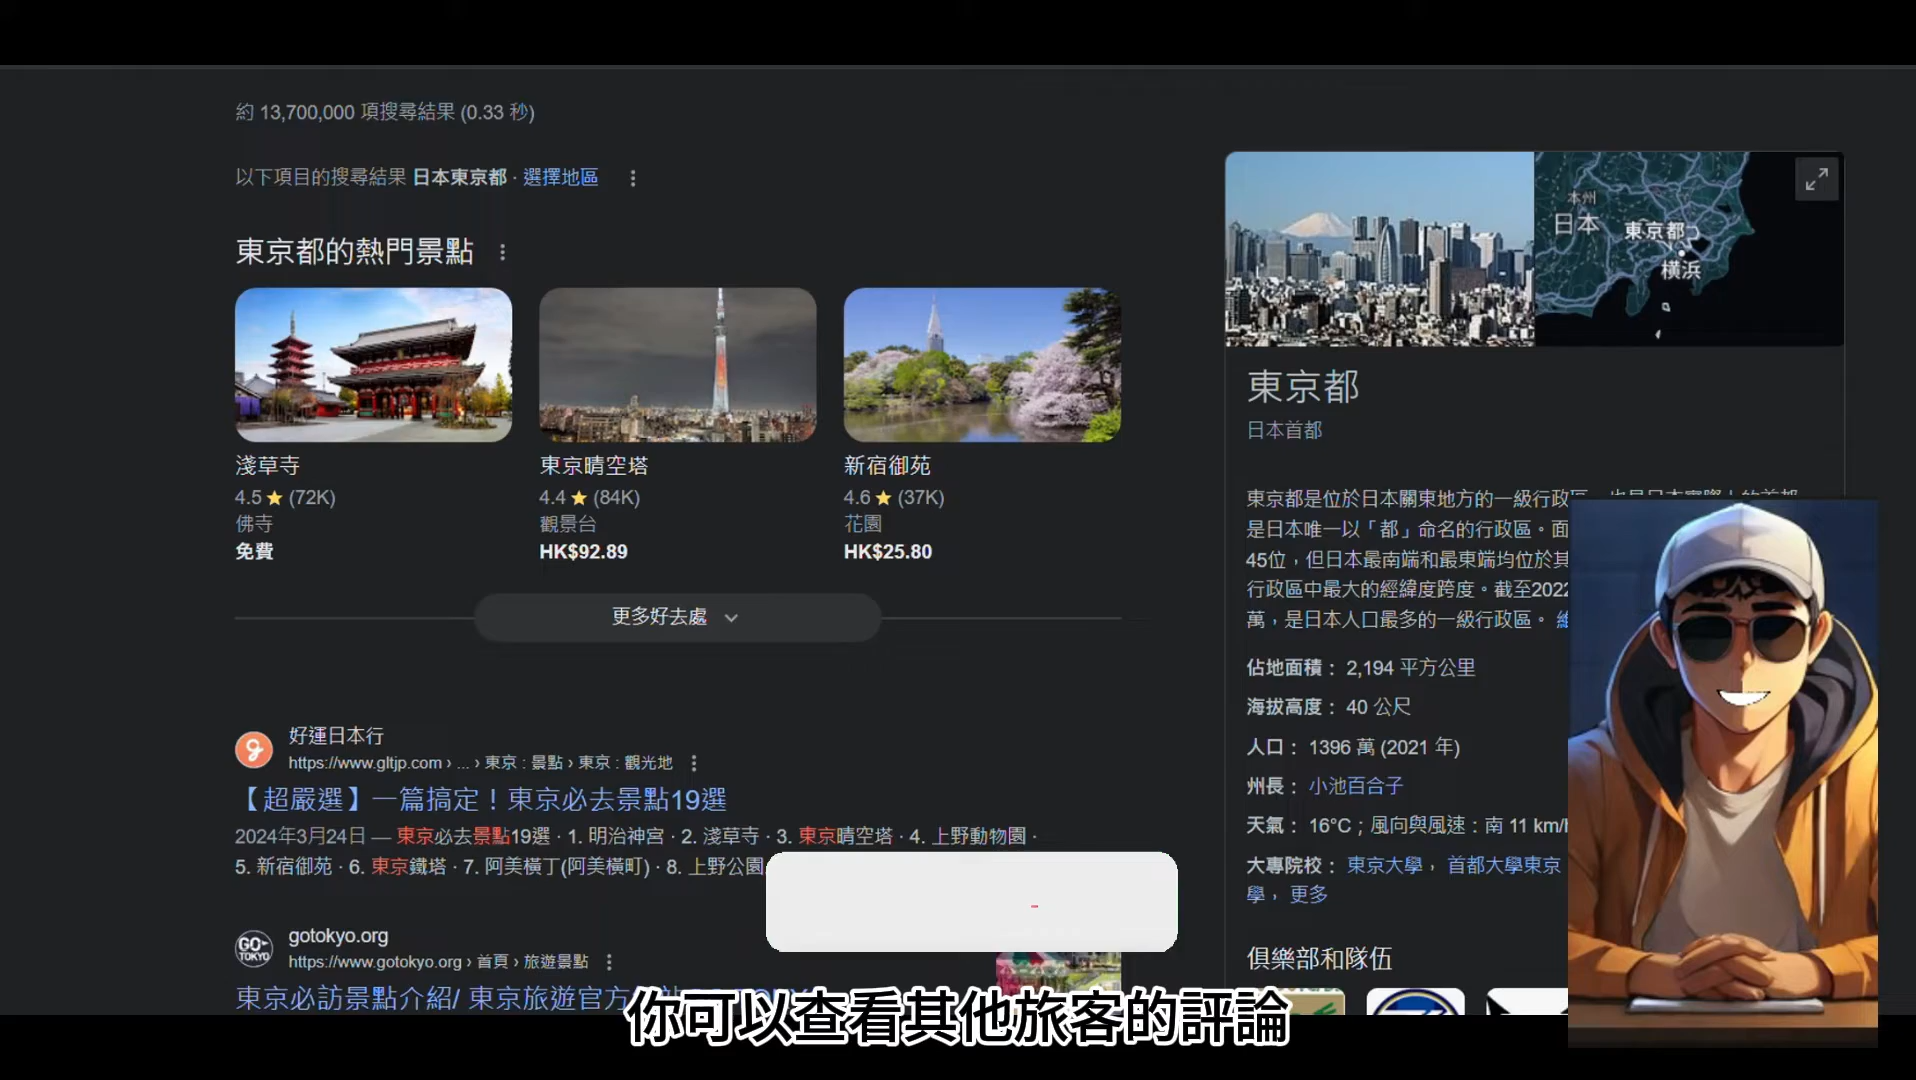 約 13,700,000 項搜尋結果 (0.33 秒)
以下項目的搜尋結果 日本東京都 · 選擇地區
東京都的熱門景點
淺草寺
4.5 ★ (72K)
佛寺
免費
東京晴空塔
4.4 ★ (84K)
觀景台
HK$92.89
新宿御苑
4.6 ★ (37K)
花園
HK$25.80
更多好去處
好運日本行
https://www.gltjp.com › ... › 東京 : 景點 › 東京 : 觀光地
【超嚴選】一篇搞定！東京必去景點19選
2024年3月24日 — 東京必去景點19選 · 1. 明治神宮 · 2. 淺草寺 · 3. 東京晴空塔 · 4. 上野動物園 ·
5. 新宿御苑 · 6. 東京鐵塔 · 7. 阿美橫丁(阿美橫町) · 8. 上野公園
GO TOKYO
gotokyo.org
https://www.gotokyo.org › 首頁 › 旅遊景點
東京必訪景點介紹/ 東京旅遊官方
本州
日本
東京都
横浜
東京都
日本首都
東京都是位於日本關東地方的一級行政
是日本唯一以「都」命名的行政區。面
45位，但日本最南端和最東端均位於其
行政區中最大的經緯度跨度。截至2022
萬，是日本人口最多的一級行政區。
佔地面積： 2,194 平方公里
海拔高度： 40 公尺
人口： 1396 萬 (2021 年)
州長： 小池百合子
天氣： 16°C；風向與風速：南 11 km/h
大專院校： 東京大學， 首都大學東京
學， 更多
俱樂部和隊伍
你可以查看其他旅客的評論